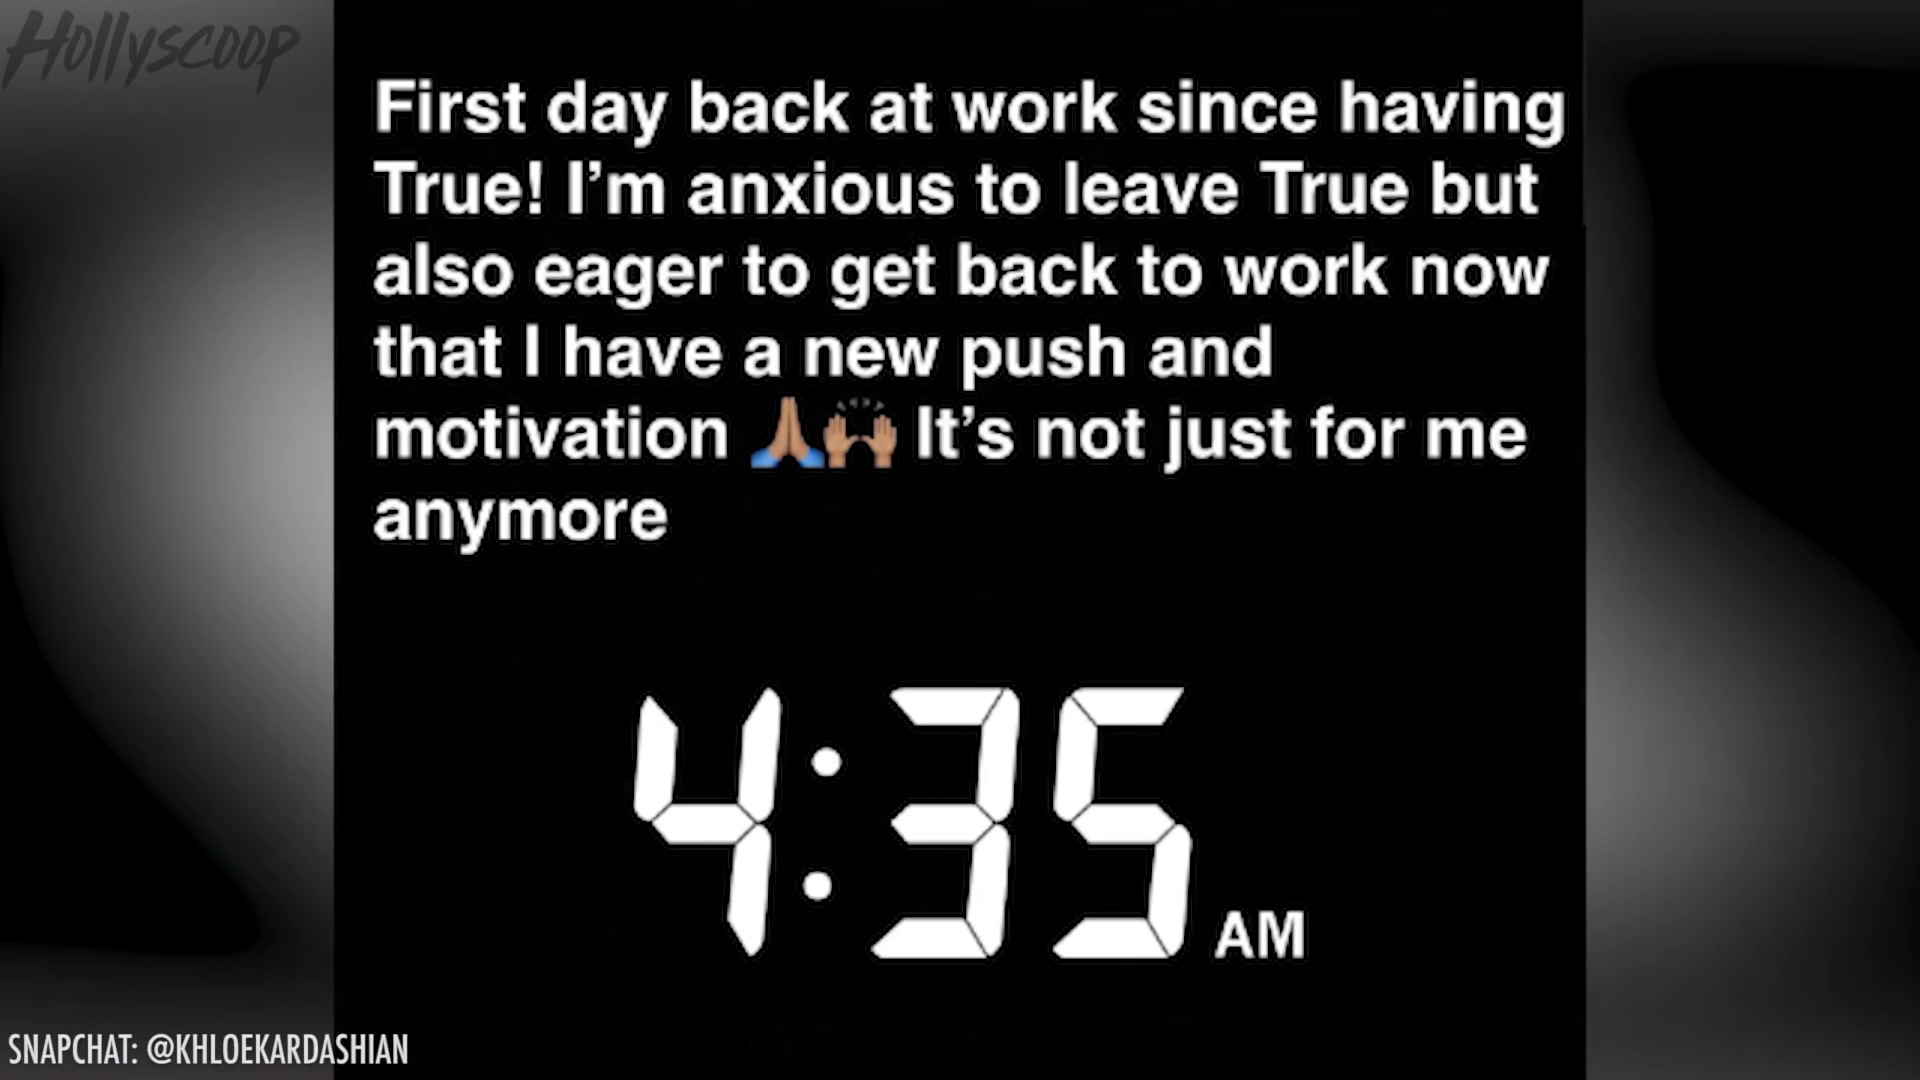 Hollyscoop
First day back at work since having
True! I’m anxious to leave True but
also eager to get back to work now
that I have a new push and
motivation 🙏🏽🙌🏽 It’s not just for me
anymore
4:35 AM
SNAPCHAT: @KHLOEKARDASHIAN